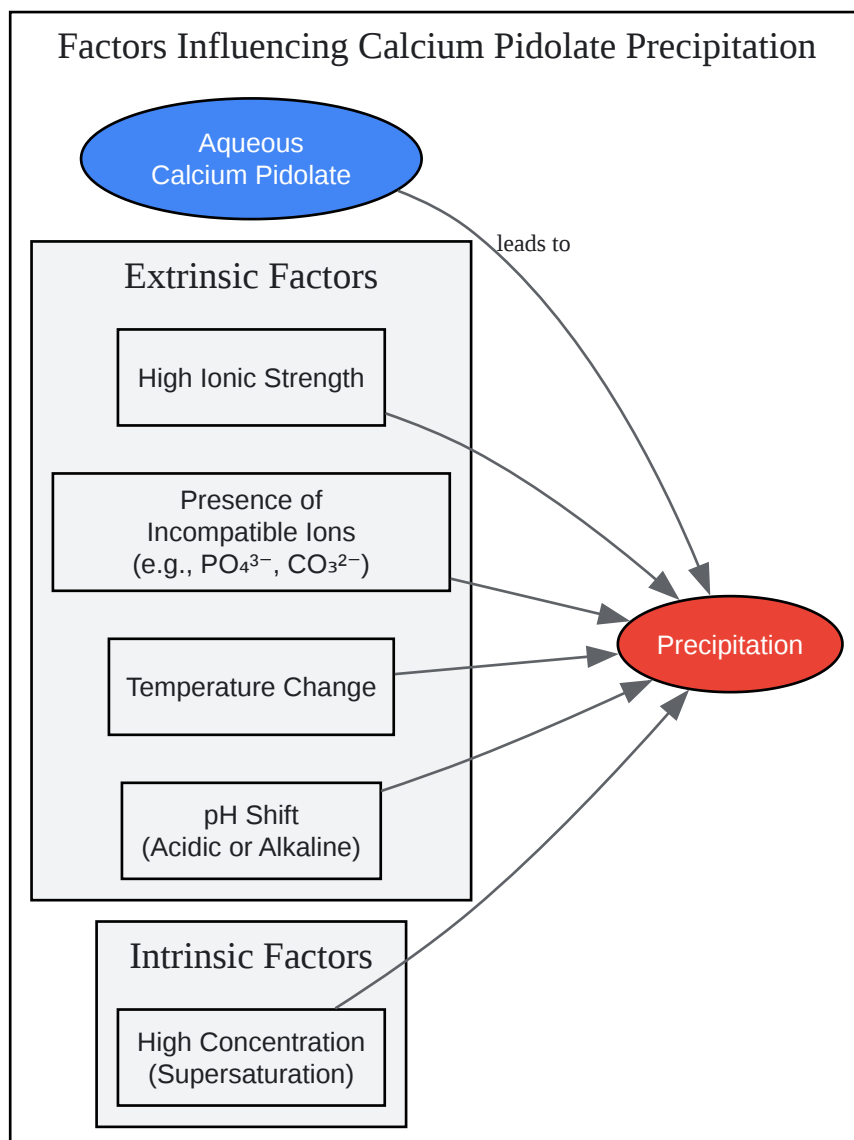 Factors Influencing Calcium Pidolate Precipitation
Aqueous
Calcium Pidolate
leads to
Extrinsic Factors
High Ionic Strength
Presence of
Incompatible Ions
(e.g., PO₄³⁻, CO₃²⁻)
Precipitation
Temperature Change
pH Shift
(Acidic or Alkaline)
Intrinsic Factors
High Concentration
(Supersaturation)